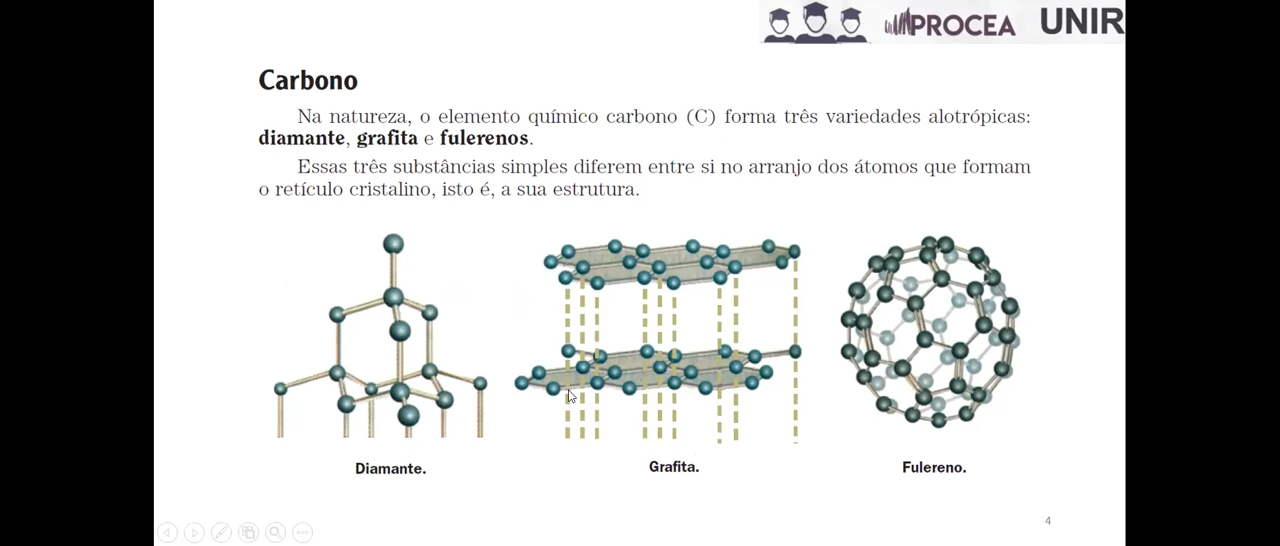 PROCEA UNIR
Carbono
Na natureza, o elemento químico carbono (C) forma três variedades alotrópicas:
diamante, grafita e fulerenos.
Essas três substâncias simples diferem entre si no arranjo dos átomos que formam
o retículo cristalino, isto é, a sua estrutura.
Diamante.
Grafita.
Fulereno.
4